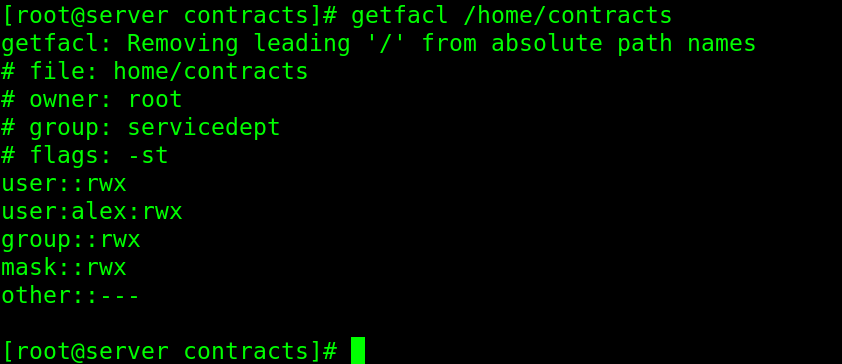 [root@server contracts]# getfacl /home/contracts
getfacl: Removing leading '/' from absolute path names
# file: home/contracts
# owner: root
# group: servicedept
# flags: -st
user::rwx
user:alex:rwx
group::rwx
mask::rwx
other::---
[root@server contracts]#